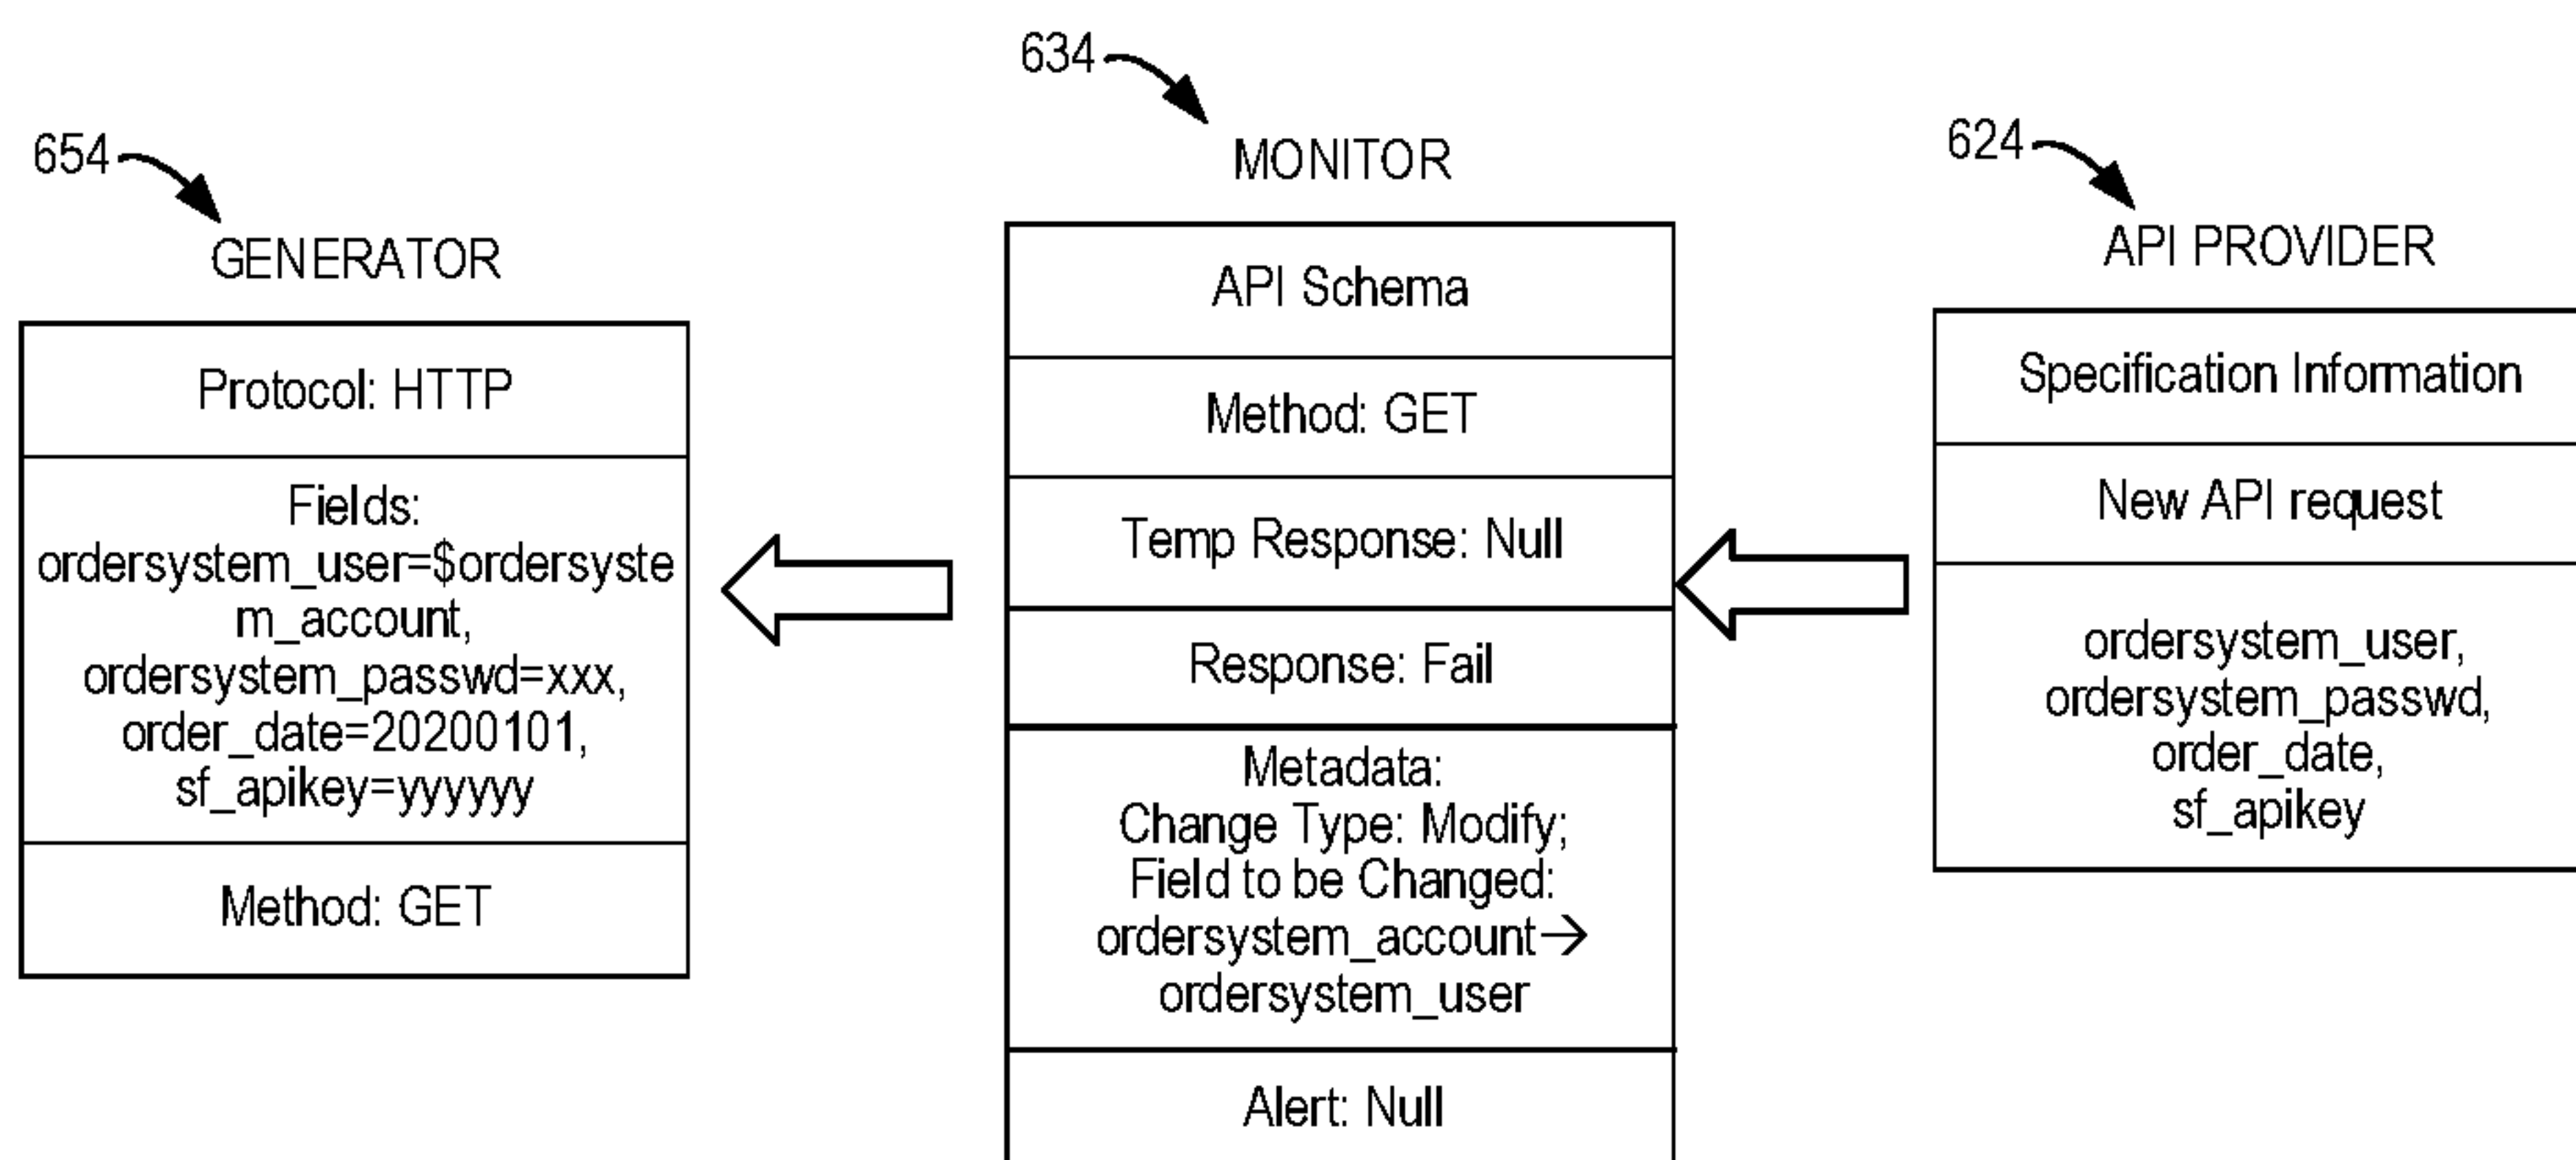 654
GENERATOR
Protocol: HTTP
Fields:
ordersystem_user=$ordersyste
m_account,
ordersystem_passwd=xxx,
order_date=20200101,
sf_apikey=yyyyyy
Method: GET
634
MONITOR
API Schema
Method: GET
Temp Response: Null
Response: Fail
Metadata:
Change Type: Modify;
Field to be Changed:
ordersystem_account→
ordersystem_user
Alert: Null
624
API PROVIDER
Specification Information
New API request
ordersystem_user,
ordersystem_passwd,
order_date,
sf_apikey